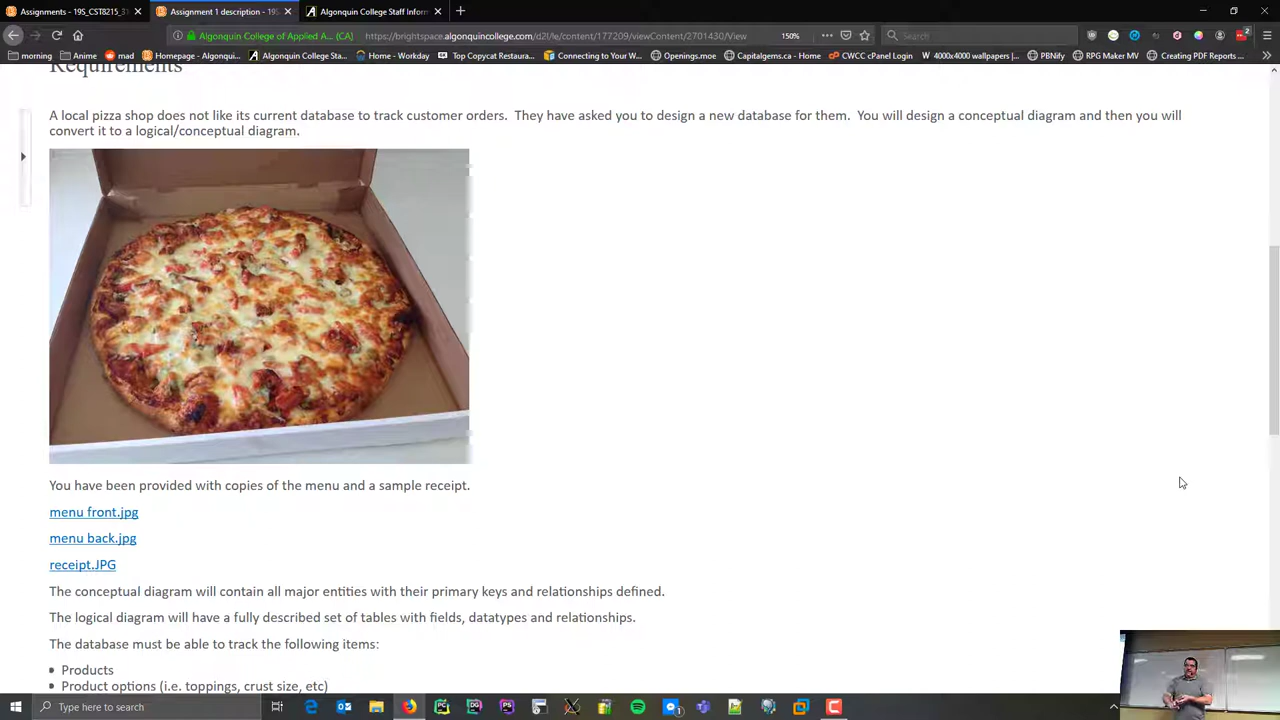 Assignments - 19S_CST8215_31
Assignment 1 description - 19S
Algonquin College Staff Inform
Algonquin College of Applied A... (CA)
https://brightspace.algonquincollege.com/d2l/le/content/177209/viewContent/2701430/View
150%
Search
morning
Anime
Unread
Homepage - Algonqui...
Algonquin College Sta...
Home - Workday
Top Copycat Restaura...
Connecting to Your W...
Openings.moe
Capitalgems.ca - Home
CWCC cPanel Login
4000x4000 wallpapers |...
PBNify
RPG Maker MV
Creating PDF Reports ...
Requirements
A local pizza shop does not like its current database to track customer orders.  They have asked you to design a new database for them.  You will design a conceptual diagram and then you will
convert it to a logical/conceptual diagram.
You have been provided with copies of the menu and a sample receipt.
menu front.jpg
menu back.jpg
receipt.JPG
The conceptual diagram will contain all major entities with their primary keys and relationships defined.
The logical diagram will have a fully described set of tables with fields, datatypes and relationships.
The database must be able to track the following items:
• Products
• Product options (i.e. toppings, crust size, etc)
Type here to search